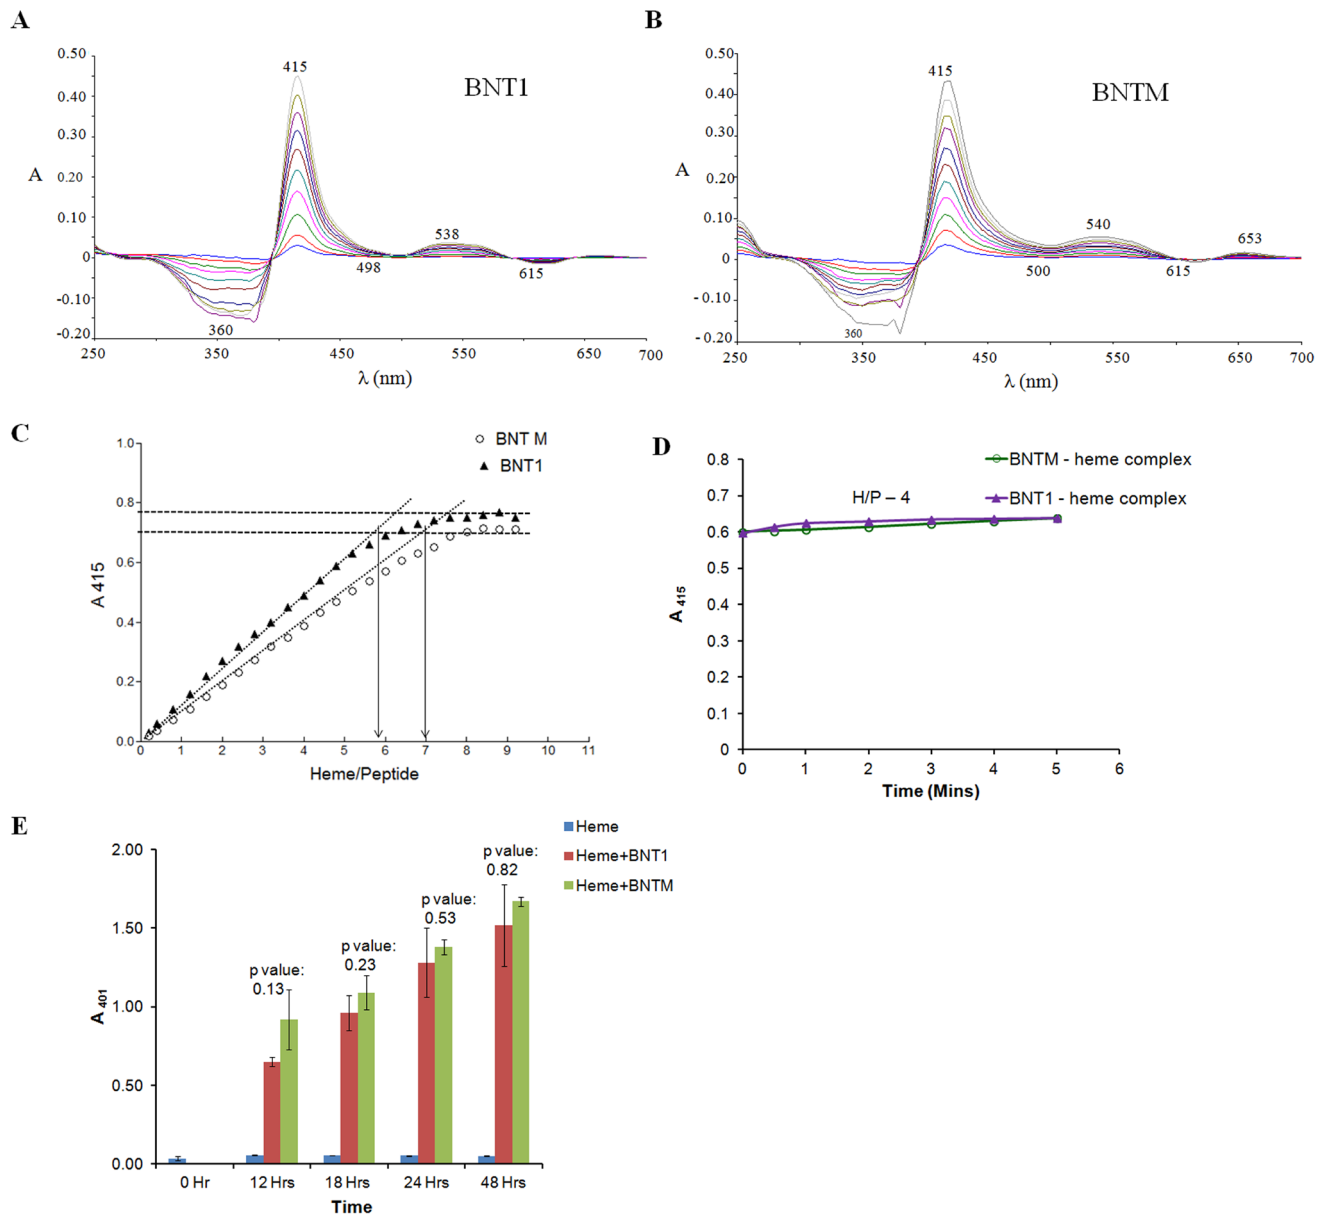 A
BNT1
0.50
0.40
0.30
0.20
0.10
0
-0.10
-0.20
A
415
538
498
615
360
250
350
450
550
650
700
λ (nm)
B
BNTM
0.50
0.40
0.30
0.20
0.10
0
- 0.10
- 0.20
A
415
540
653
500
615
360
250
350
450
550
650
700
λ (nm)
C
BNT M
BNT1
1.0
0.8
0.6
0.4
0.2
0.0
A 415
0 1 2 3 4 5 6 7 8 9 10 11
Heme/Peptide
D
BNTM - heme complex
BNT1 - heme complex
H/P – 4
0.8
0.7
0.6
0.5
0.4
0.3
0.2
0.1
0
A 415
0 1 2 3 4 5 6
Time (Mins)
E
Heme
Heme+BNT1
Heme+BNTM
2.00
1.50
1.00
0.50
0.00
A 401
p value:
0.13
p value:
0.23
p value:
0.53
p value:
0.82
0 Hr 12 Hrs 18 Hrs 24 Hrs 48 Hrs
Time